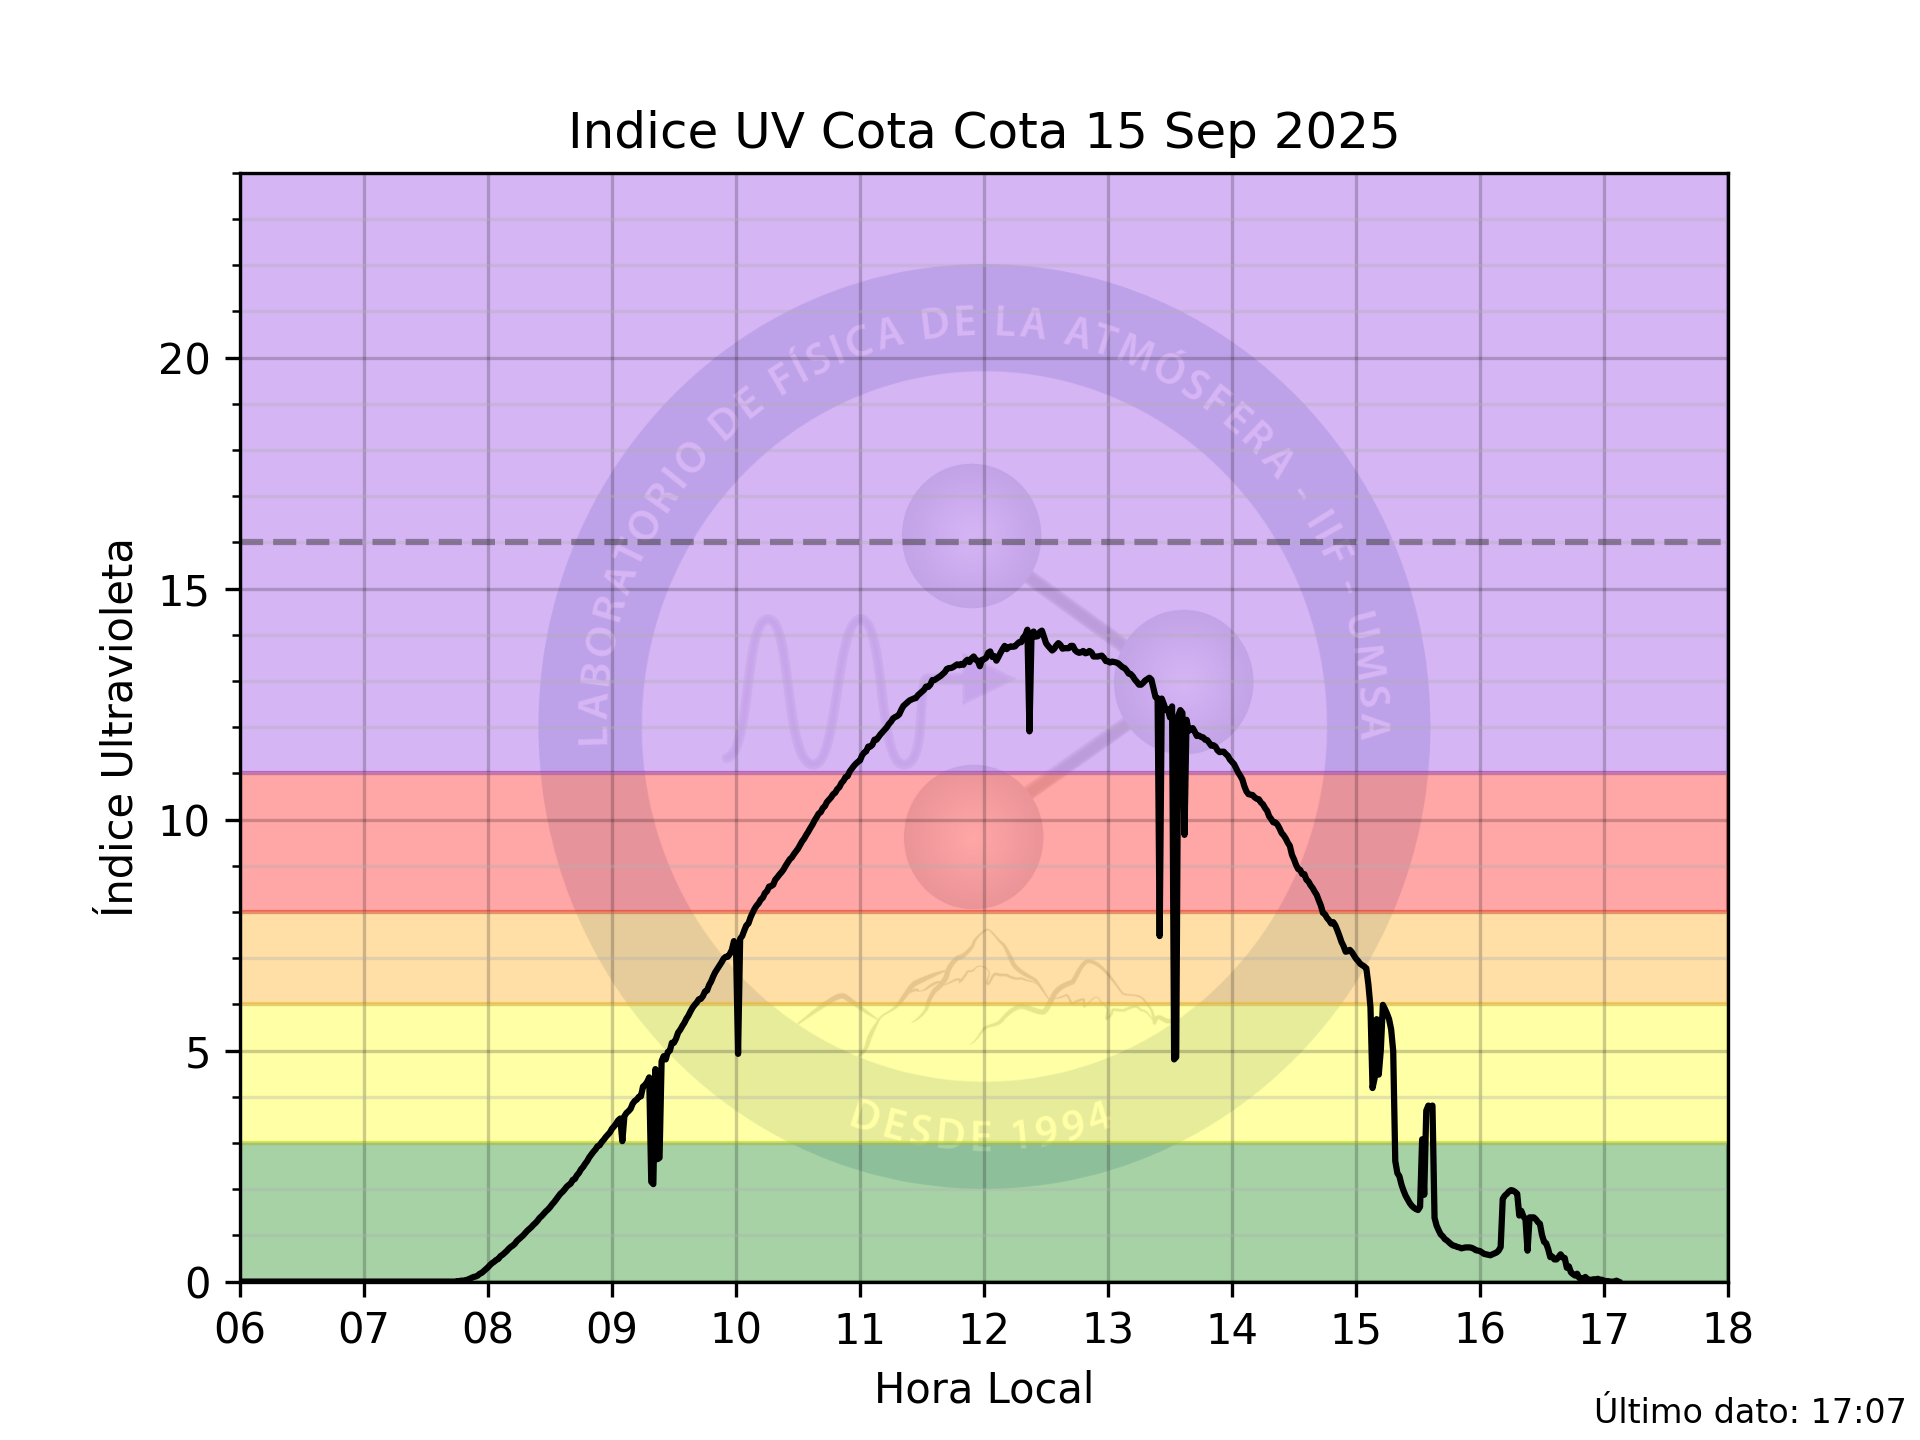 Indice UV Cota Cota 15 Sep 2025
Índice Ultravioleta
20
15
10
5
0
LABORATORIO DE FÍSICA DE LA ATMÓSFERA - IIF - UMSA
DESDE 1994
06 07 08 09 10 11 12 13 14 15 16 17 18
Hora Local
Último dato: 17:07